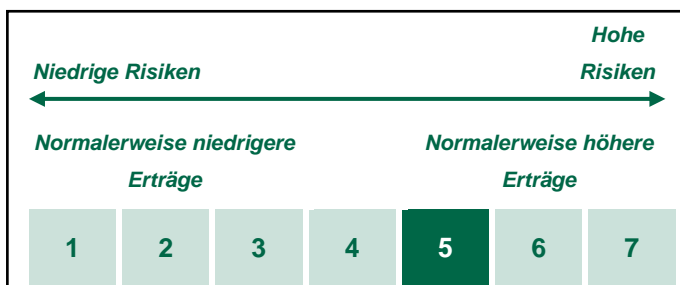 Hohe
Niedrige Risiken Risiken
Normalerweise niedrigere Normalerweise höhere
Erträge Erträge
1 2 3 4 5 6 7